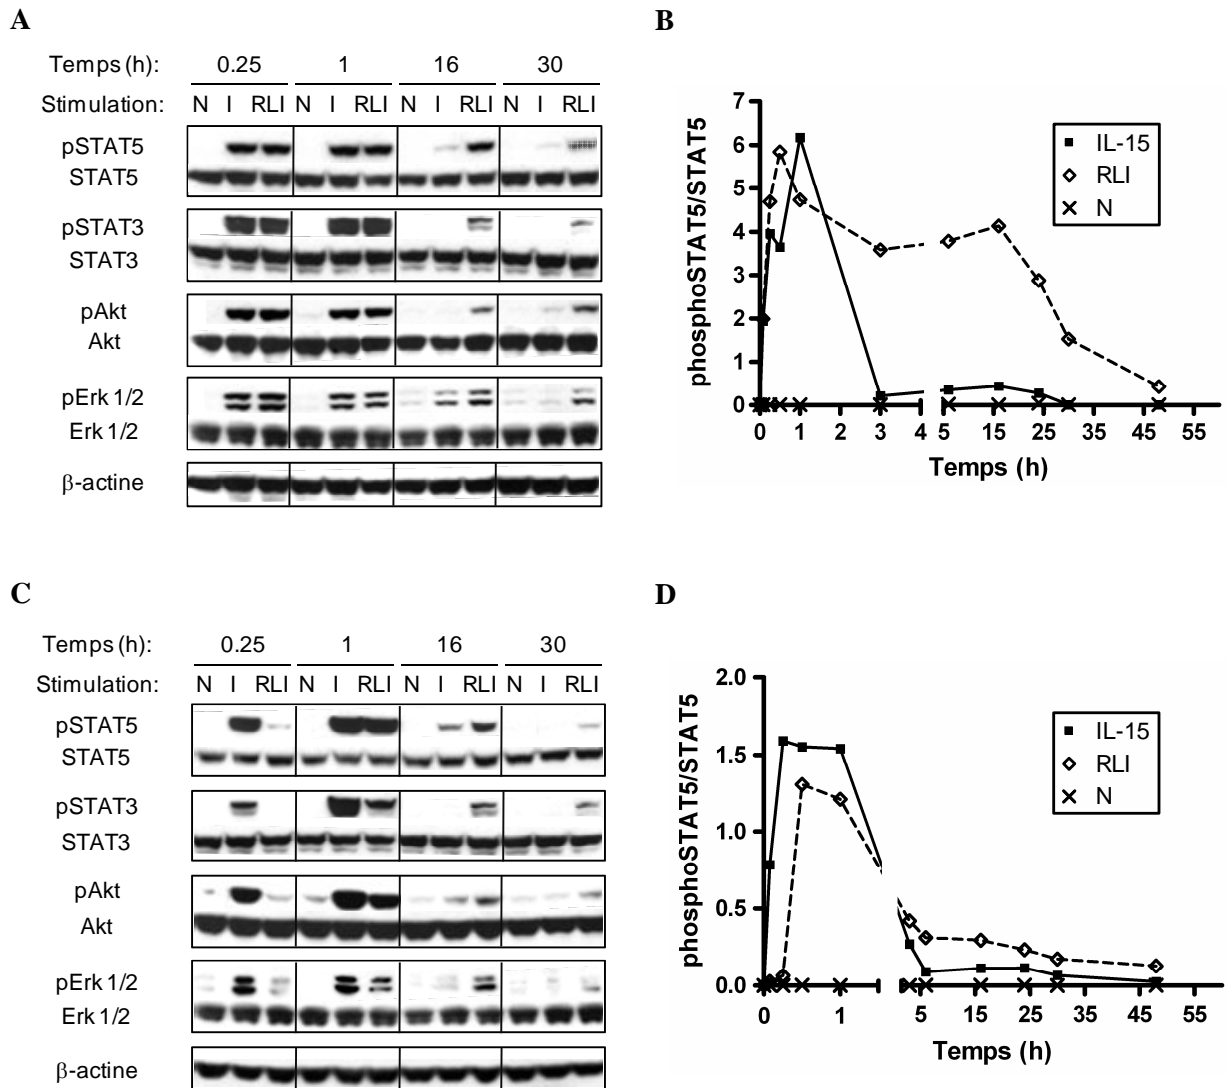 A
Temps (h): 0.25 1 16 30
Stimulation: N I RLI N I RLI N I RLI N I RLI
pSTAT5
STAT5
pSTAT3
STAT3
pAkt
Akt
pErk 1/2
Erk 1/2
β-actine
B
phosphoSTAT5/STAT5
7
6
5
4
3
2
1
0
0 1 2 3 4 5 15 25 35 45 55
Temps (h)
IL-15
RLI
N
C
Temps (h): 0.25 1 16 30
Stimulation: N I RLI N I RLI N I RLI N I RLI
pSTAT5
STAT5
pSTAT3
STAT3
pAkt
Akt
pErk 1/2
Erk 1/2
β-actine
D
phosphoSTAT5/STAT5
2.0
1.5
1.0
0.5
0.0
0 1 5 15 25 35 45 55
Temps (h)
IL-15
RLI
N